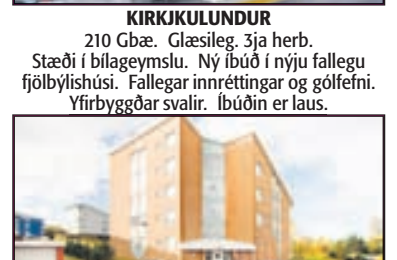 KIRKJKULUNDUR
210 Gbæ. Glæsileg. 3ja herb.
Stæði í bílageymslu. Ný íbúð í nýju fallegu
fjölbýlishúsi. Fallegar innréttingar og gólfefni.
Yfirbyggðar svalir. Íbúðin er laus.